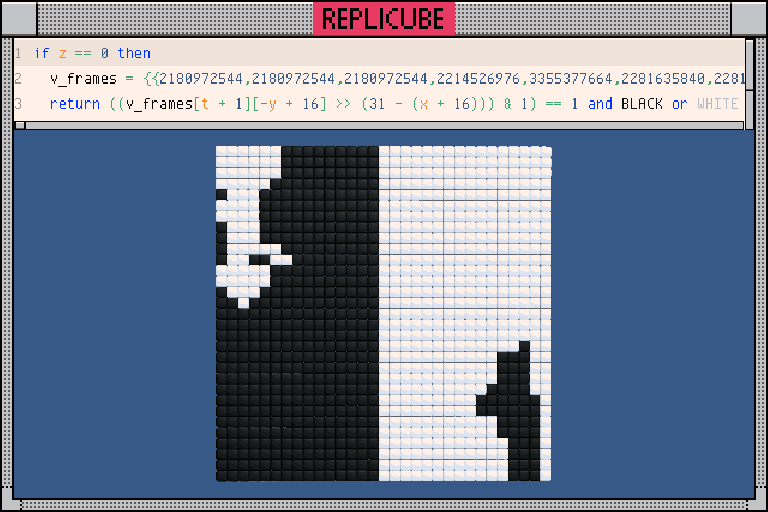 REPLICUBE
1 if z == 0 then
2 v_frames = {{2180972544,2180972544,2180972544,2214526976,3355377664,2281635840,2281
3 return ((v_frames[t + 1][-y + 16] >> (31 - (x + 16))) & 1) == 1 and BLACK or WHITE